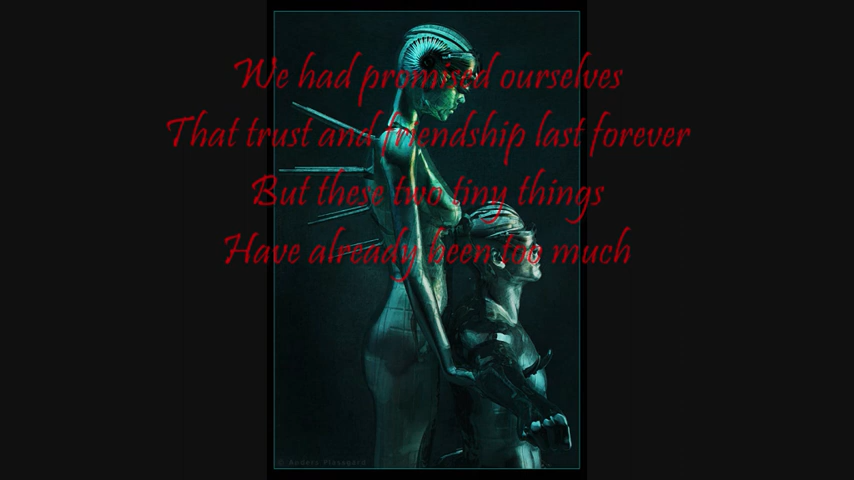 We had promised ourselves
That trust and friendship last forever
But these two tiny things
Have already been too much